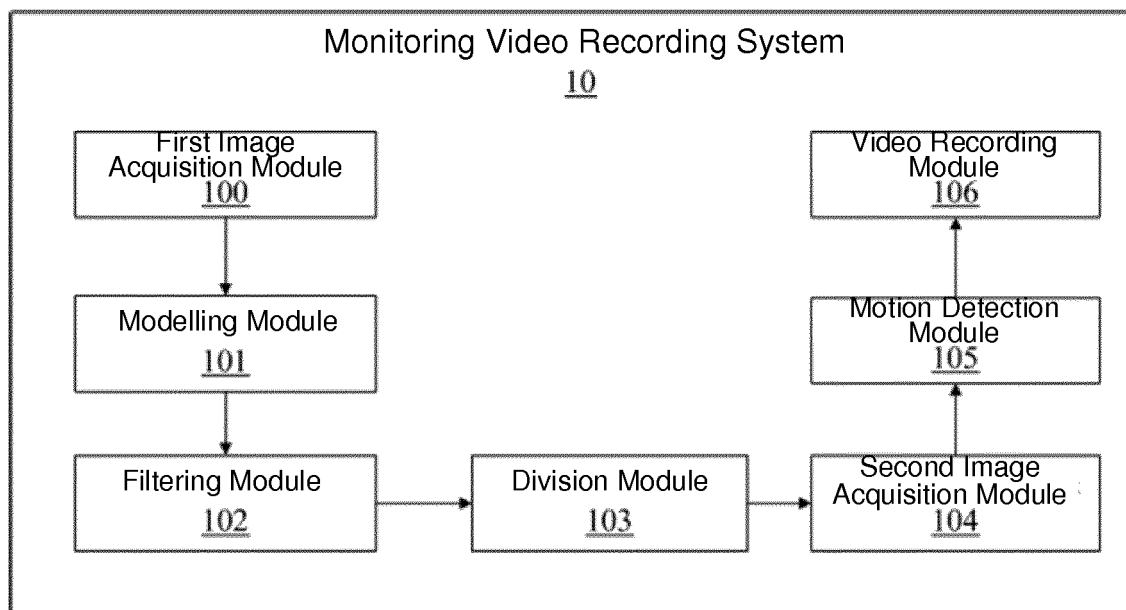 Monitoring Video Recording System
10
First Image
Acquisition Module
100
Modelling Module
101
Filtering Module
102
Division Module
103
Second Image
Acquisition Module
104
Motion Detection
Module
105
Video Recording
Module
106